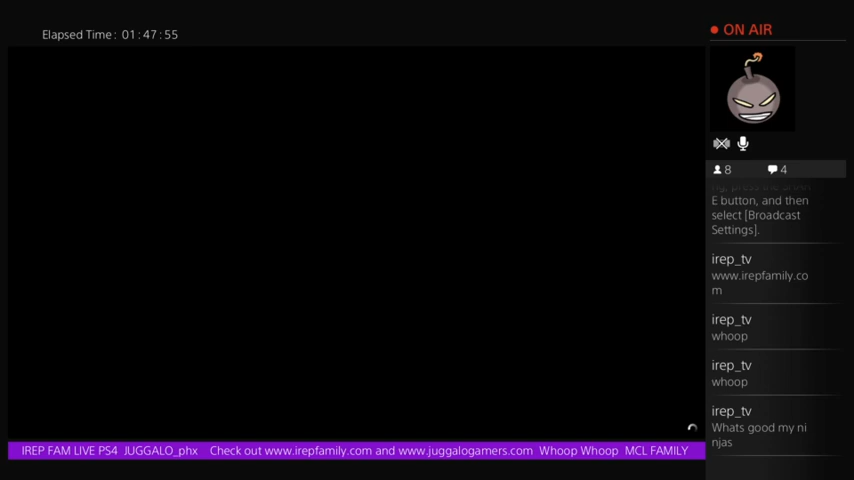 Elapsed Time: 01:47:55
ON AIR
8
4
E button, and then
select [Broadcast
Settings].
irep_tv
www.irepfamily.co
m
irep_tv
whoop
irep_tv
whoop
irep_tv
Whats good my ni
njas
IREP FAM LIVE PS4 JUGGALO_phx Check out www.irepfamily.com and www.juggalogamers.com Whoop Whoop MCL FAMILY